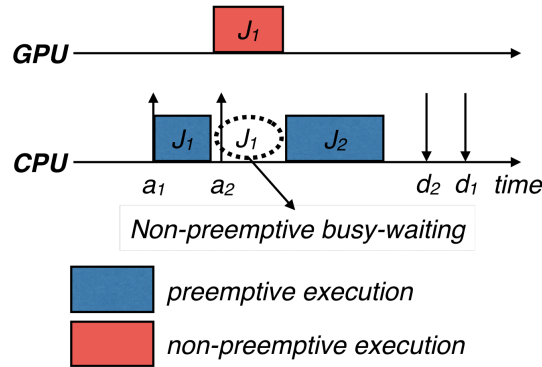 J1
GPU
J1 J1 J2
CPU
a1 a2 d2 d1 time
Non-preemptive busy-waiting
preemptive execution
non-preemptive execution